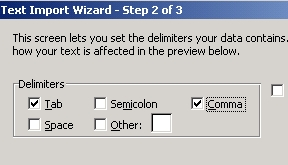 Text Import Wizard - Step 2 of 3
This screen lets you set the delimiters your data contains.
how your text is affected in the preview below.
Delimiters
Tab Semicolon Comma
Space Other: